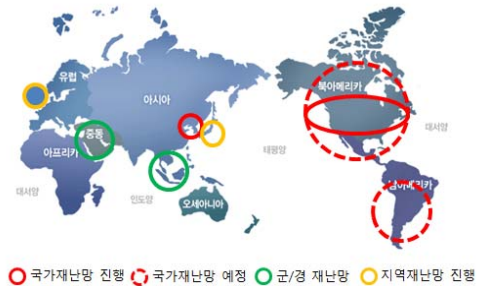 유럽
아시아
북아메리카
중동
대서양
아프리카
태평양
대서양
인도양
남아메리카
오세아니아
국가재난망 진행 국가재난망 예정 군/경 재난망 지역재난망 진행